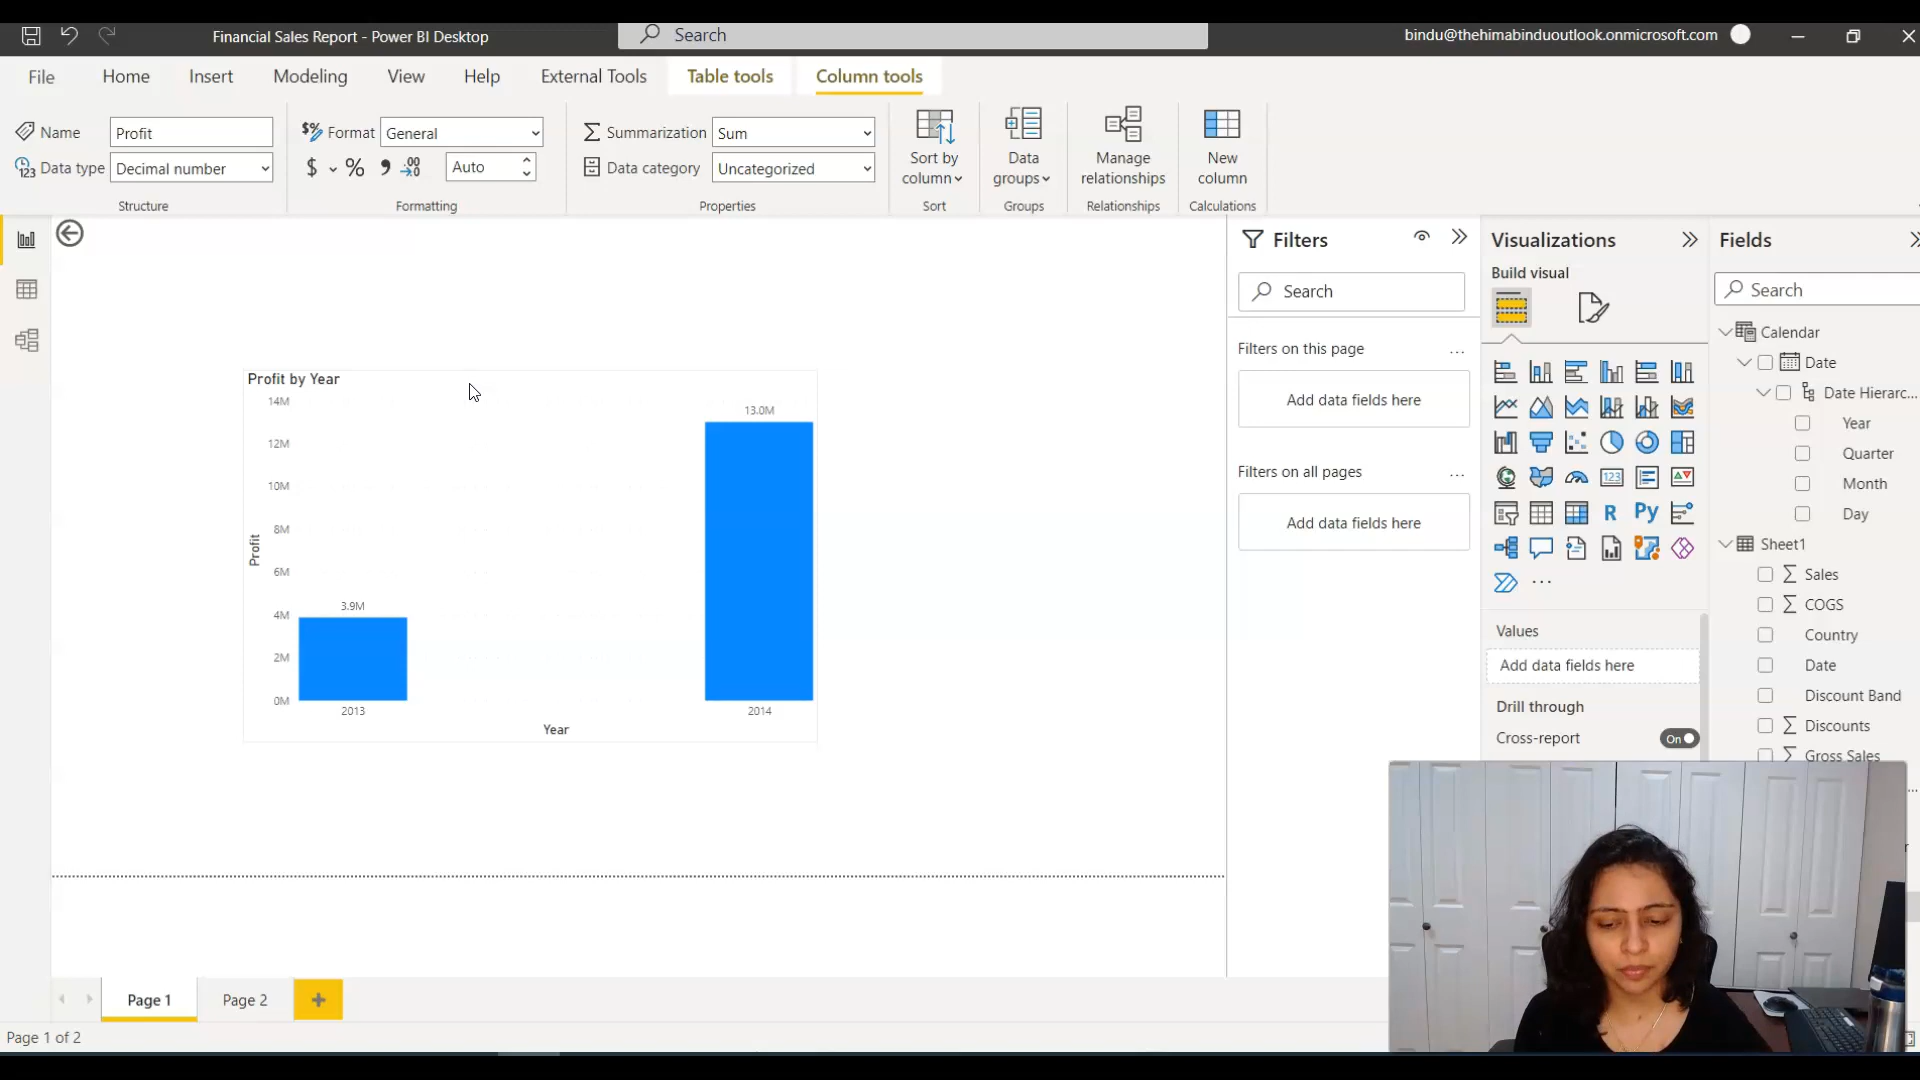 Financial Sales Report - Power BI Desktop
Search
bindu@thehimabinduoutlook.onmicrosoft.com
File
Home
Insert
Modeling
View
Help
External Tools
Table tools
Column tools
Name
Profit
Format
General
Summarization
Sum
Data type
Decimal number
$
%
Auto
Data category
Uncategorized
Sort by column
Data groups
Manage relationships
New column
Structure
Formatting
Properties
Sort
Groups
Relationships
Calculations
Profit by Year
14M
12M
10M
8M
6M
4M
2M
0M
Profit
3.9M
13.0M
2013
2014
Year
Filters
Search
Filters on this page
...
Add data fields here
Filters on all pages
...
Add data fields here
Visualizations
Build visual
123
R
Py
...
Values
Add data fields here
Drill through
Cross-report
On
Fields
Search
Calendar
Date
Date Hierarc...
Year
Quarter
Month
Day
Sheet1
Sales
COGS
Country
Date
Discount Band
Discounts
Gross Sales
Page 1
Page 2
Page 1 of 2